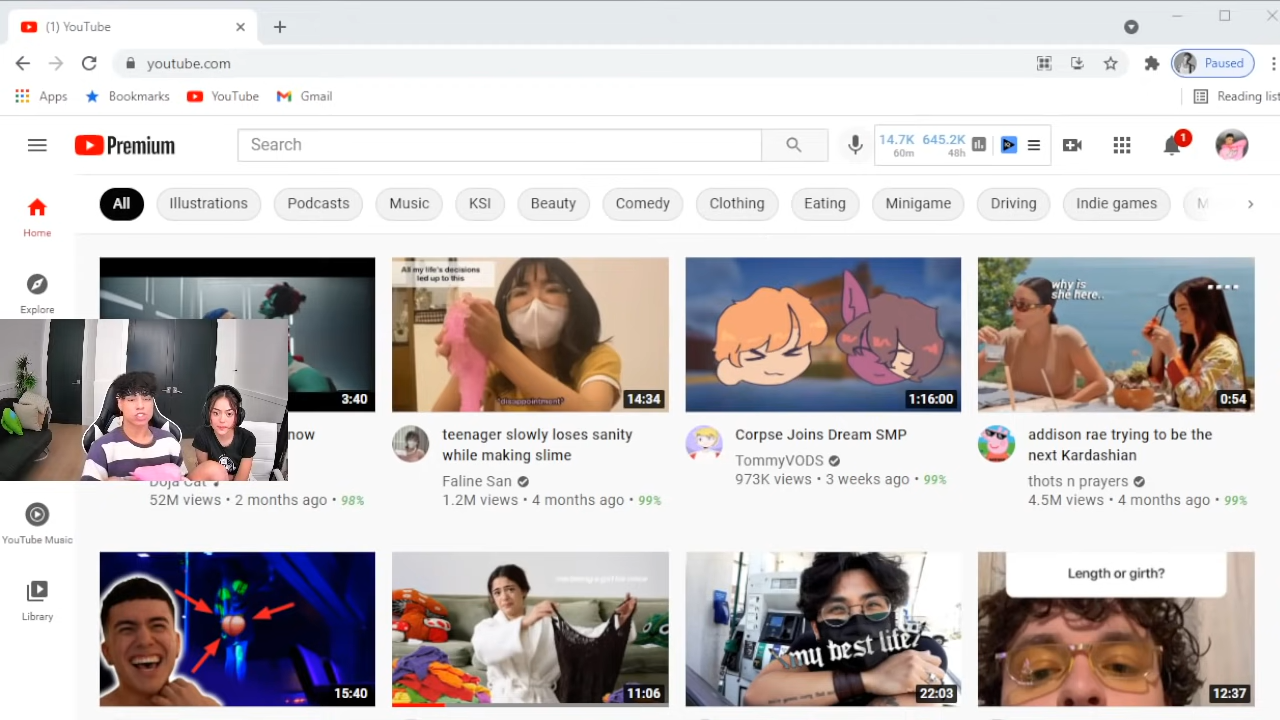 (1) YouTube
youtube.com
Paused
Apps
Bookmarks
YouTube
Gmail
Reading list
Premium
Search
14.7K 645.2K
60m 48h
1
All
Illustrations
Podcasts
Music
KSI
Beauty
Comedy
Clothing
Eating
Minigame
Driving
Indie games
M
Home
Explore
YouTube Music
Library
3:40
now
Doja Cat
52M views • 2 months ago • 98%
All my life's decisions
led up to this
*disappointment*
14:34
teenager slowly loses sanity
while making slime
Faline San
1.2M views • 4 months ago • 99%
1:16:00
Corpse Joins Dream SMP
TommyVODS
973K views • 3 weeks ago • 99%
why is
she here..
0:54
addison rae trying to be the
next Kardashian
thots n prayers
4.5M views • 4 months ago • 99%
15:40
11:06
my best life?
22:03
Length or girth?
12:37